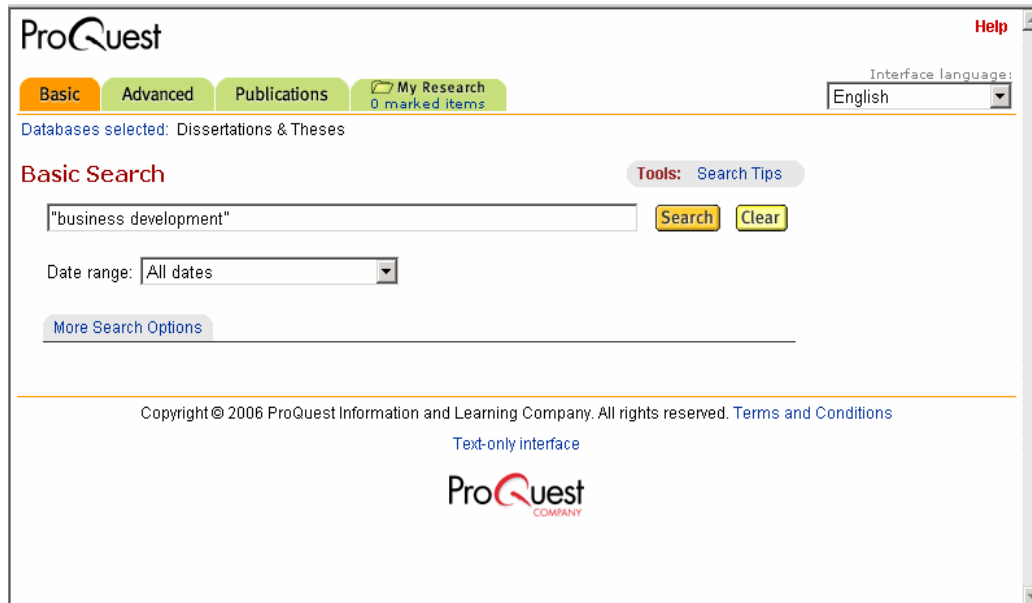 ProQuest
Help
Interface language:
Basic Advanced Publications My Research
0 marked items
English
Databases selected: Dissertations & Theses
Basic Search
Tools: Search Tips
"business development" Search Clear
Date range: All dates
More Search Options
Copyright © 2006 ProQuest Information and Learning Company. All rights reserved. Terms and Conditions
Text-only interface
ProQuest
COMPANY